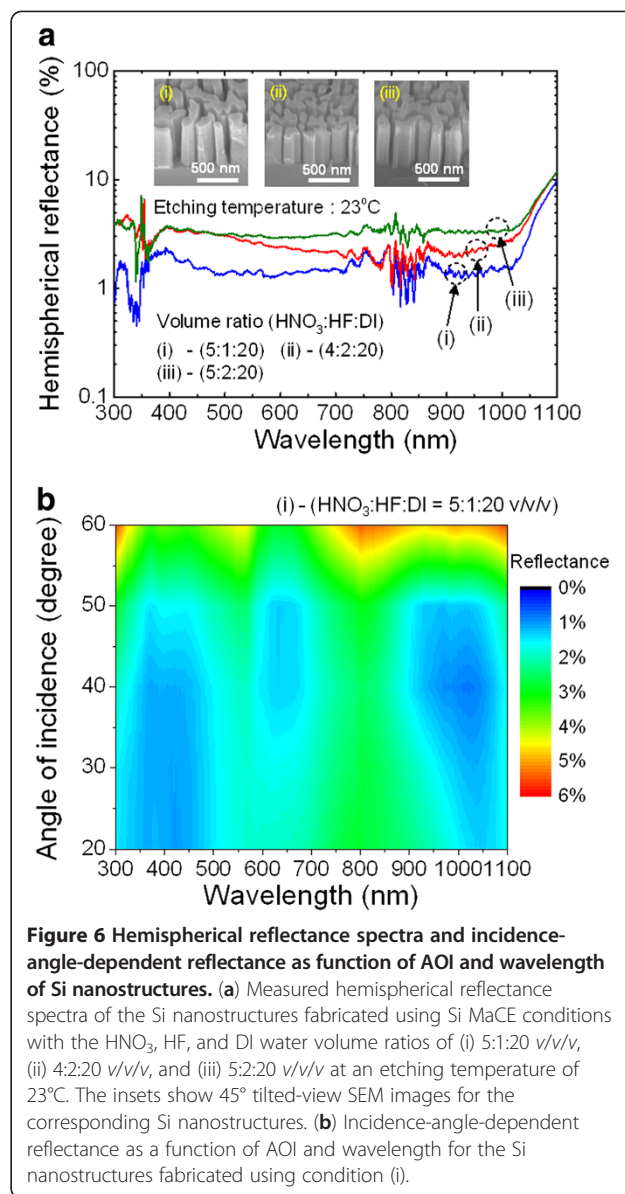 a
Hemispherical reflectance (%)
100
10
1
0.1
(i)
(ii)
(iii)
500 nm
500 nm
500 nm
Etching temperature : 23°C
(i)
(ii)
(iii)
Volume ratio (HNO₃:HF:DI)
(i) - (5:1:20) (ii) - (4:2:20)
(iii) - (5:2:20)
300 400 500 600 700 800 900 1000 1100
Wavelength (nm)
b
(i) - (HNO₃:HF:DI = 5:1:20 v/v/v)
Angle of incidence (degree)
60
50
40
30
20
300 400 500 600 700 800 900 1000 1100
Wavelength (nm)
Reflectance
0%
1%
2%
3%
4%
5%
6%
Figure 6 Hemispherical reflectance spectra and incidence-
angle-dependent reflectance as function of AOI and wavelength
of Si nanostructures. (a) Measured hemispherical reflectance
spectra of the Si nanostructures fabricated using Si MaCE conditions
with the HNO₃, HF, and DI water volume ratios of (i) 5:1:20 v/v/v,
(ii) 4:2:20 v/v/v, and (iii) 5:2:20 v/v/v at an etching temperature of
23°C. The insets show 45° tilted-view SEM images for the
corresponding Si nanostructures. (b) Incidence-angle-dependent
reflectance as a function of AOI and wavelength for the Si
nanostructures fabricated using condition (i).